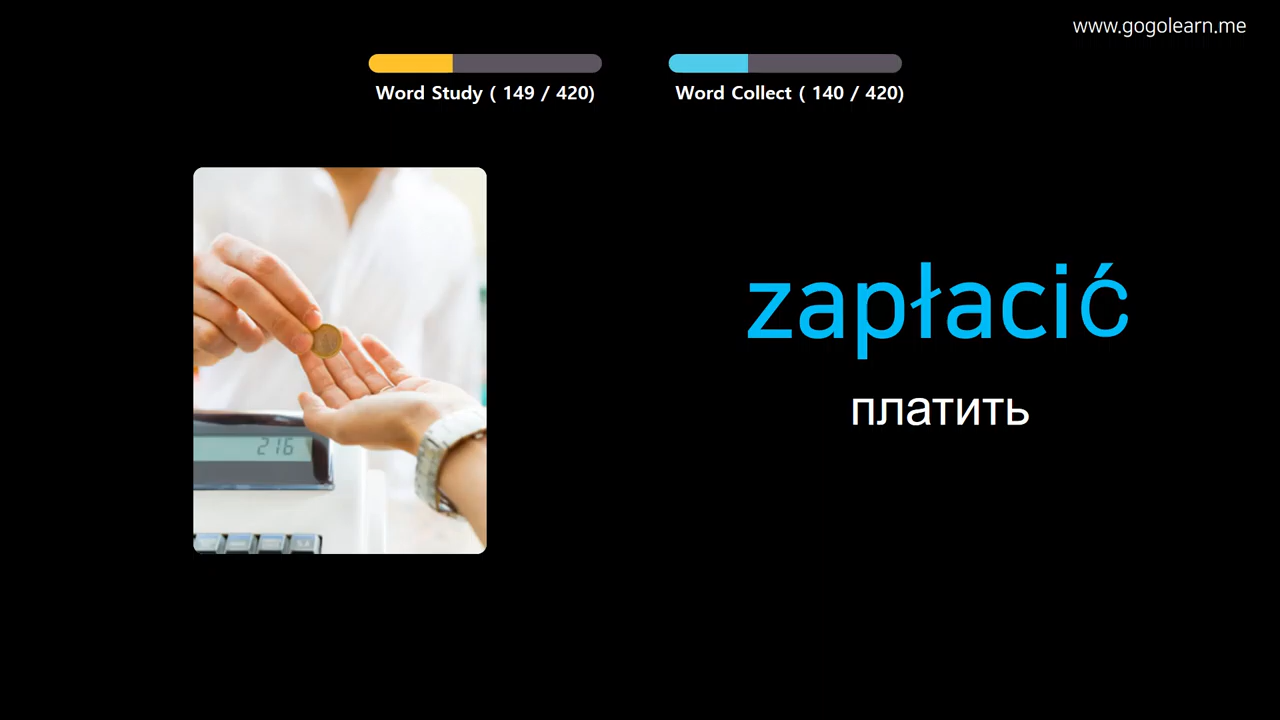 www.gogolearn.me
Word Study ( 149 / 420)
Word Collect ( 140 / 420)
zapłacić
платить
216